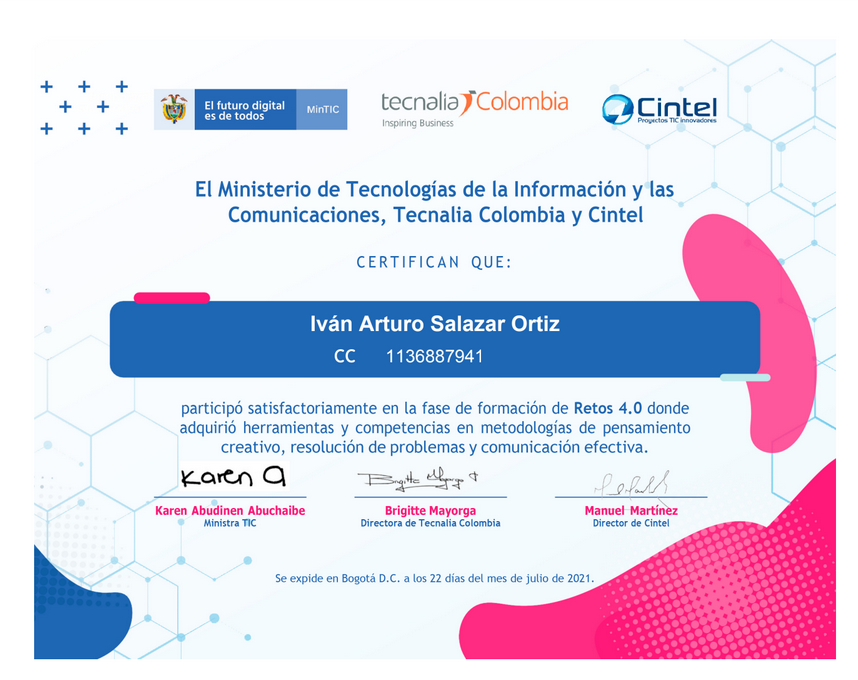 El futuro digital
es de todos
MinTIC
tecnalia Colombia
Inspiring Business
Cintel
Proyectos TIC innovadores
El Ministerio de Tecnologías de la Información y las
Comunicaciones, Tecnalia Colombia y Cintel
CERTIFICAN QUE:
Iván Arturo Salazar Ortiz
CC 1136887941
participó satisfactoriamente en la fase de formación de Retos 4.0 donde
adquirió herramientas y competencias en metodologías de pensamiento
creativo, resolución de problemas y comunicación efectiva.
Karen A
Brigitte Mayorga
Karen Abudinen Abuchaibe
Brigitte Mayorga
Manuel Martínez
Ministra TIC
Directora de Tecnalia Colombia
Director de Cintel
Se expide en Bogotá D.C. a los 22 días del mes de julio de 2021.